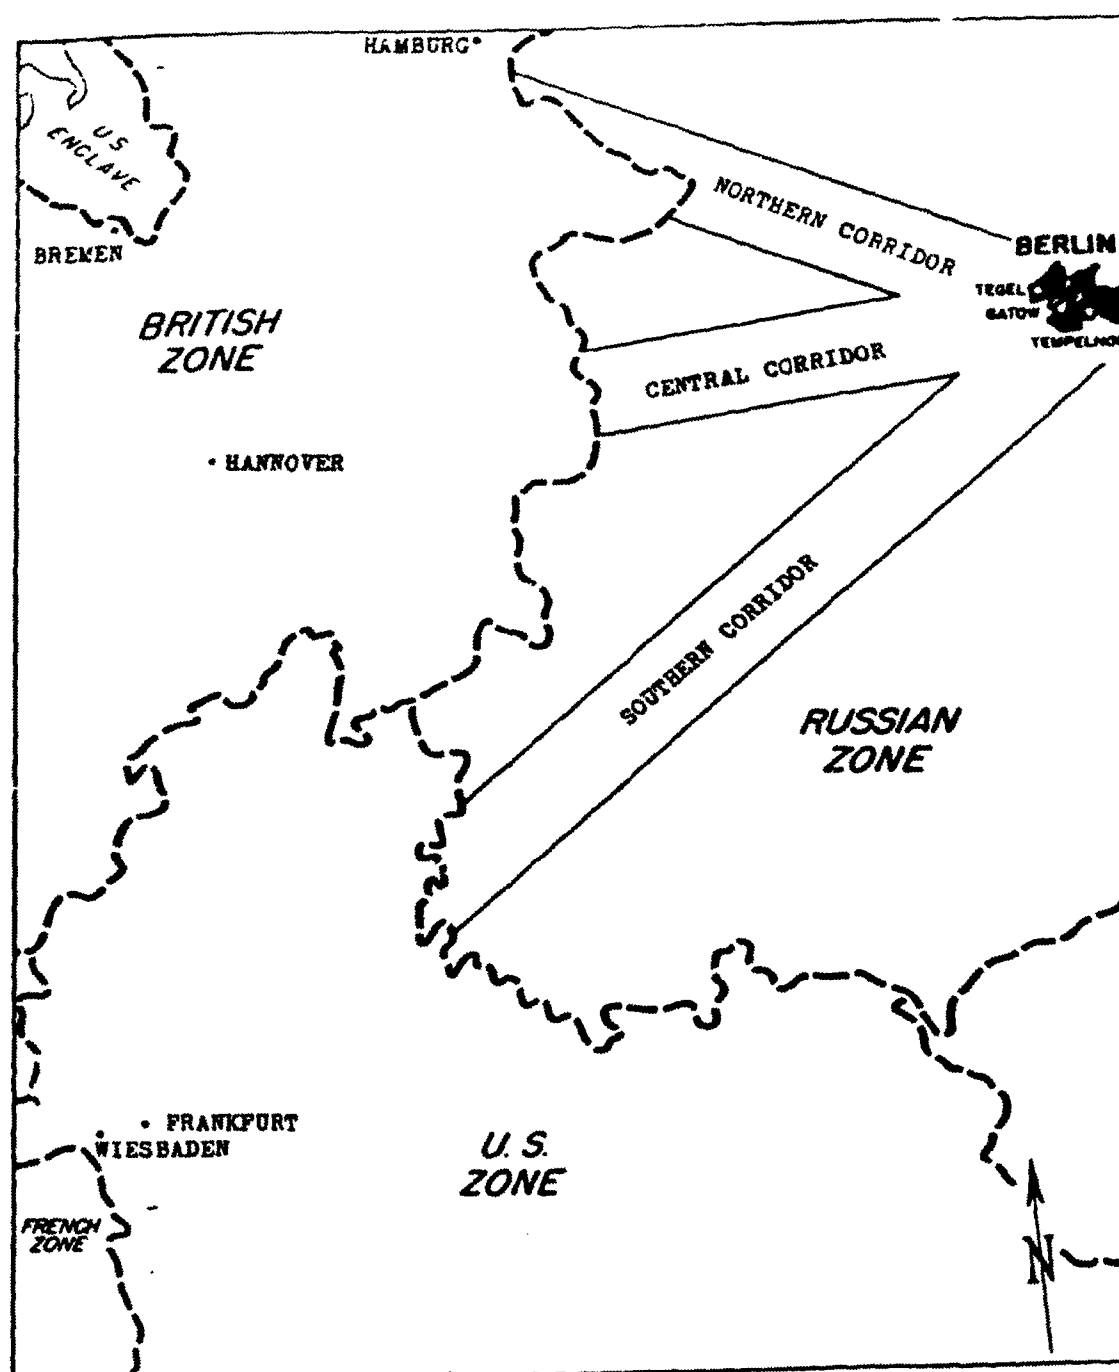 HAMBURG
U S
ENCLAVE
BREMEN
NORTHERN CORRIDOR
BERLIN
TEGEL
GATOW
TEMPELHO
BRITISH
ZONE
CENTRAL CORRIDOR
HANNOVER
SOUTHERN CORRIDOR
RUSSIAN
ZONE
FRANKFURT
WIESBADEN
U. S.
ZONE
FRENCH
ZONE
N